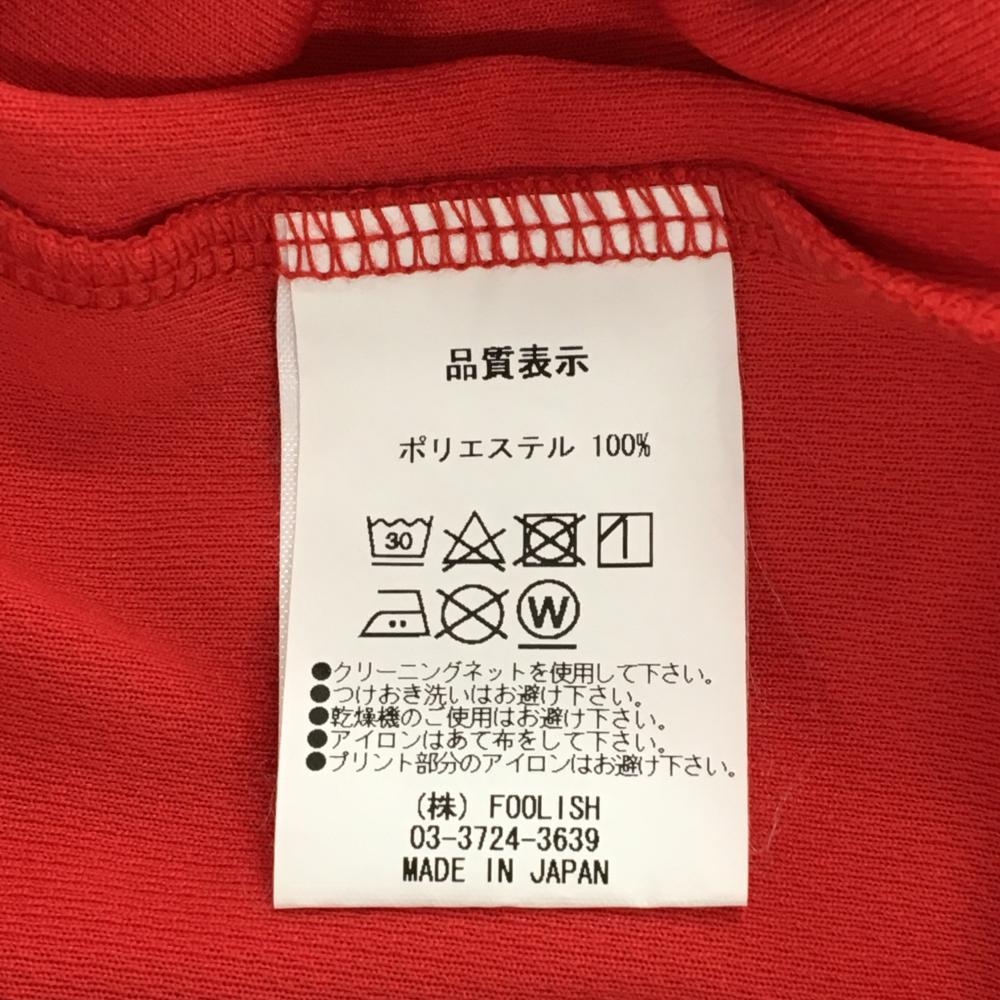 品質表示
ポリエステル 100%
30
W
●クリーニングネットを使用して下さい。
●つけおき洗いはお避け下さい。
●乾燥機のご使用はお避け下さい。
●アイロンはあて布をして下さい。
●プリント部分のアイロンはお避け下さい。
(株) FOOLISH
03-3724-3639
MADE IN JAPAN